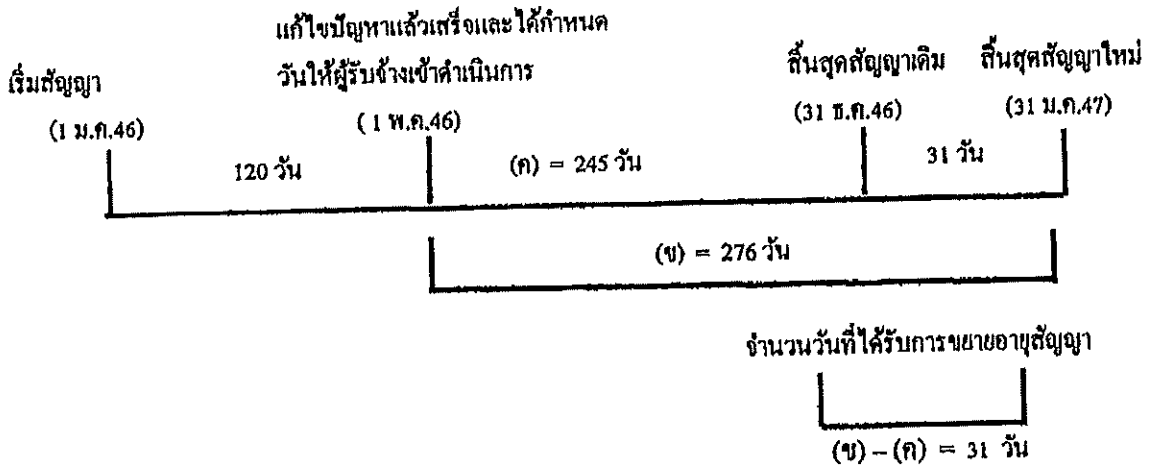 แก้ไขปัญหาแล้วเสร็จและได้กำหนด
วันให้ผู้รับจ้างเข้าดำเนินการ
เริ่มสัญญา
สิ้นสุดสัญญาเดิม
สิ้นสุดสัญญาใหม่
(1 ม.ค.46)
( 1 พ.ค.46)
(31 ธ.ค.46)
(31 ม.ค.47)
120 วัน
(ค) = 245 วัน
31 วัน
(ข) = 276 วัน
จำนวนวันที่ได้รับการขยายอายุสัญญา
(ข) – (ค) = 31 วัน